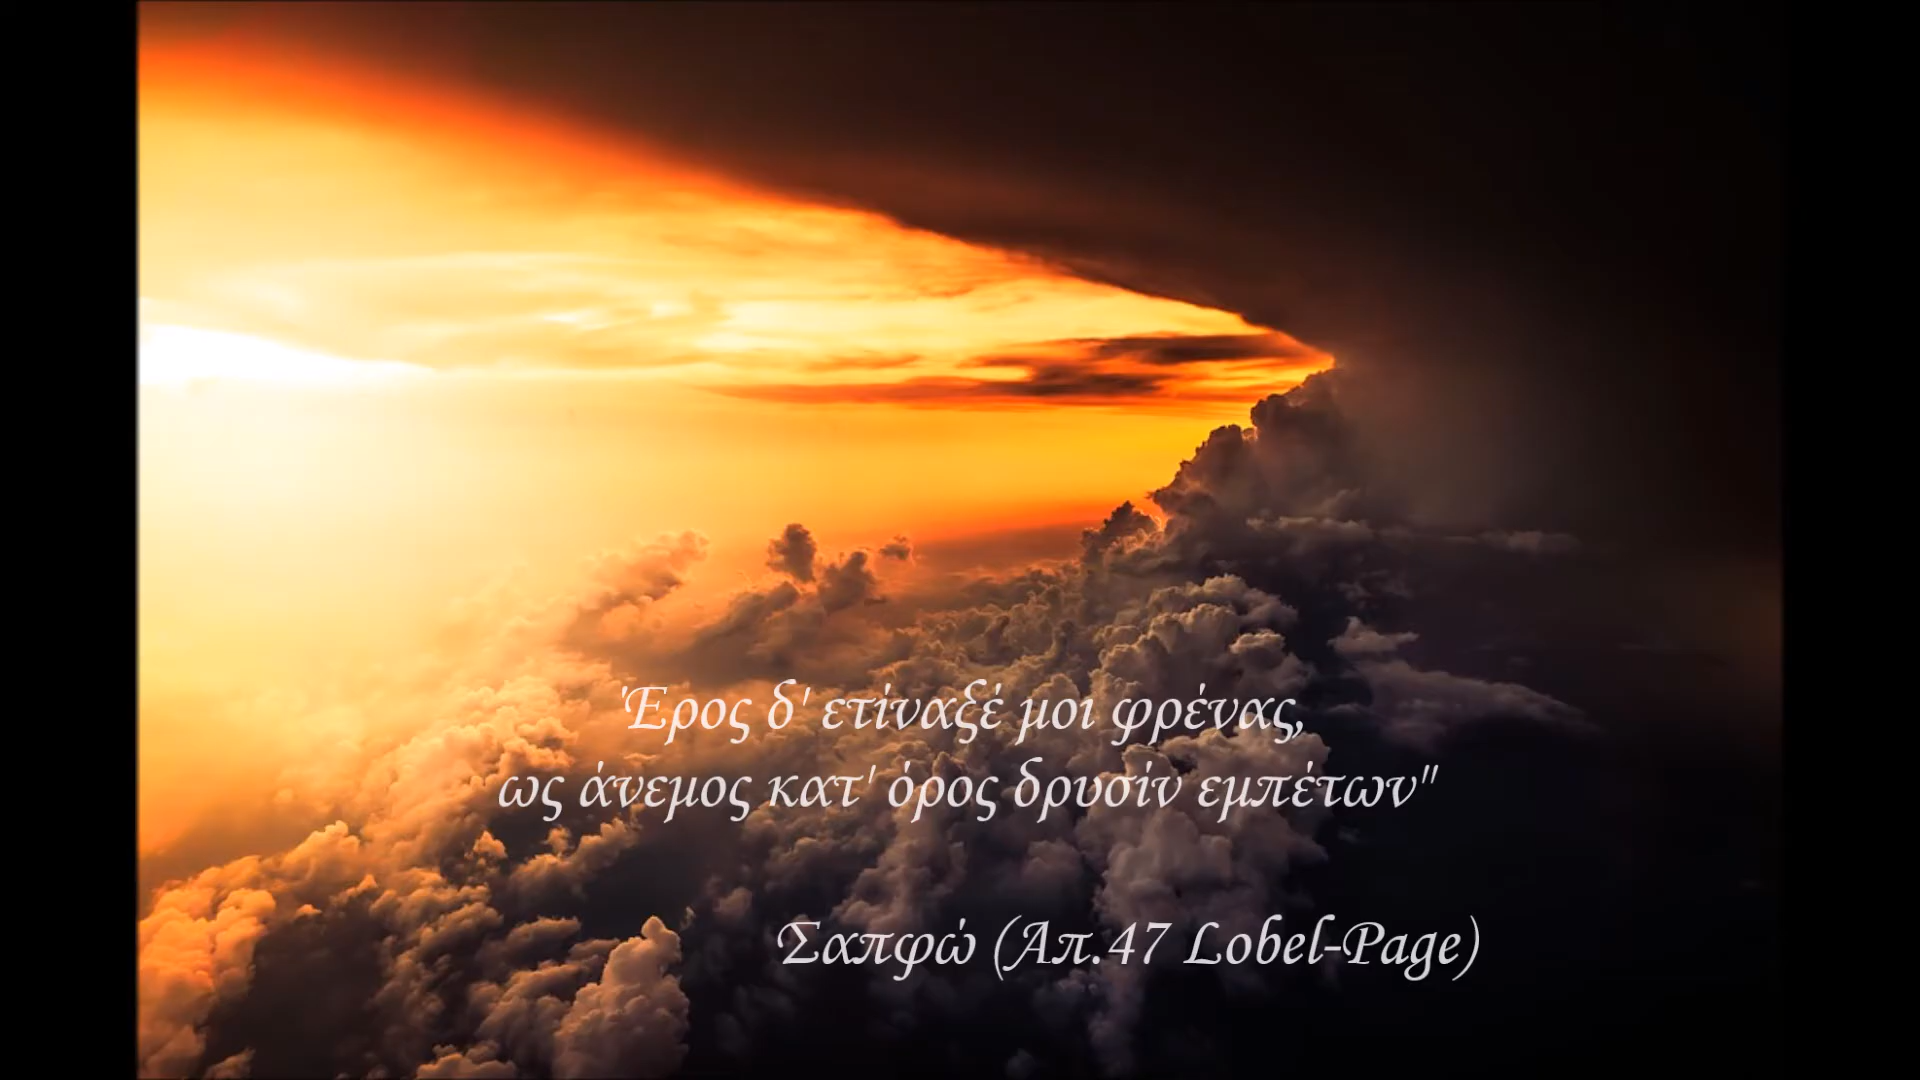 Έρος δ' ετίναξέ μοι φρένας,
ως άνεμος κατ' όρος δρυσίν εμπέτων"
Σαπφώ (Απ.47 Lobel-Page)